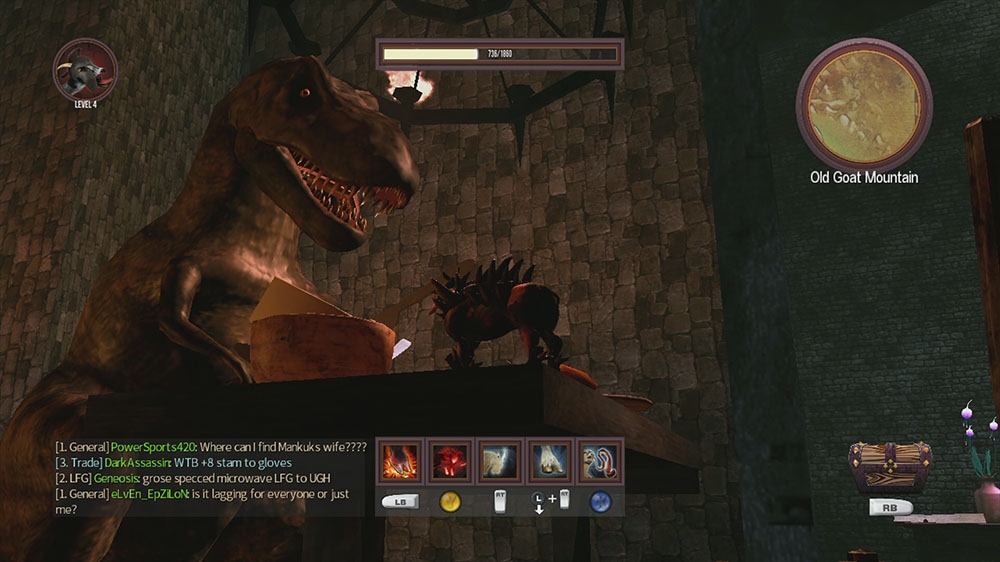 736/1860
LEVEL 4
Old Goat Mountain
[1. General] PowerSports420: Where can I find Mankuks wife????
[3. Trade] DarkAssassin: WTB +8 stam to gloves
[2. LFG] Geneosis: grose specced microwave LFG to UGH
[1. General] eLvEn_EpZiLoN: is it lagging for everyone or just
me?
LB
RT
L + RT
RB